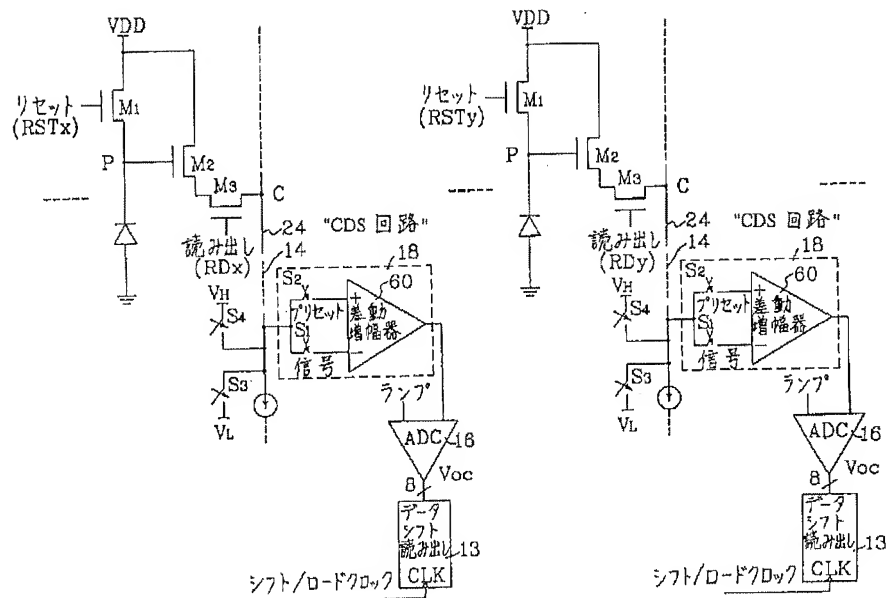 VDD
リセット
(RSTx)
M1
P
M2
M3
C
24
読み出し
(RDx)
14
"CDS 回路"
18
VH
S4
S2
プリセット
S1
信号
+
-
差動
増幅器
60
S3
VL
ランプ
ADC
16
8
Voc
データ
シフト
読み出し
13
CLK
シフト/ロードクロック
VDD
リセット
(RSTy)
M1
P
M2
M3
C
24
読み出し
(RDy)
14
"CDS 回路"
18
VH
S4
S2
プリセット
S1
信号
+
-
差動
増幅器
60
S3
VL
ランプ
ADC
16
8
Voc
データ
シフト
読み出し
13
CLK
シフト/ロードクロック